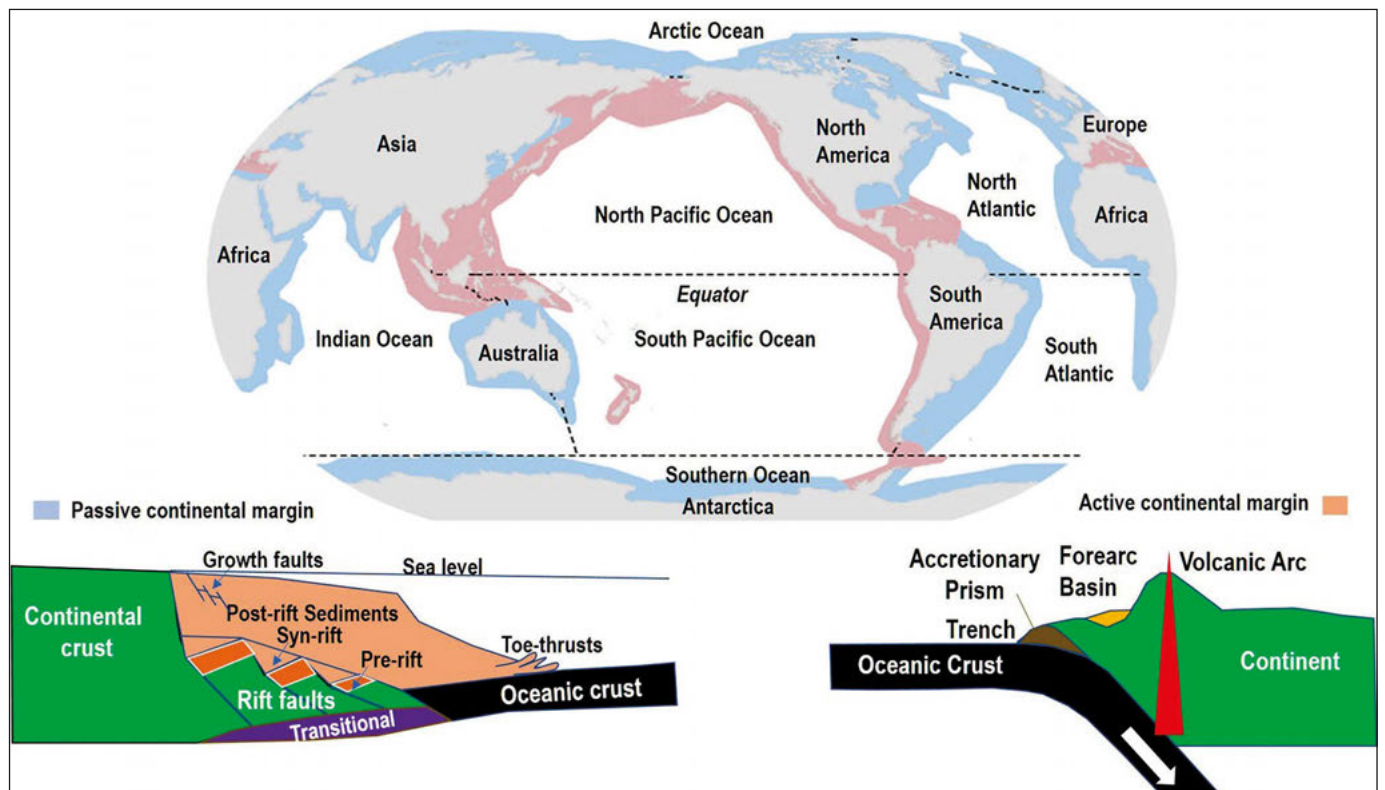 Arctic Ocean
Asia
North
America
Europe
North Pacific Ocean
North
Atlantic
Africa
Africa
Equator
South
America
Indian Ocean
Australia
South Pacific Ocean
South
Atlantic
Southern Ocean
Antarctica
Passive continental margin
Active continental margin
Growth faults
Sea level
Continental
crust
Post-rift Sediments
Syn-rift
Pre-rift
Toe-thrusts
Rift faults
Oceanic crust
Transitional
Accretionary
Prism
Forearc
Basin
Volcanic Arc
Trench
Oceanic Crust
Continent